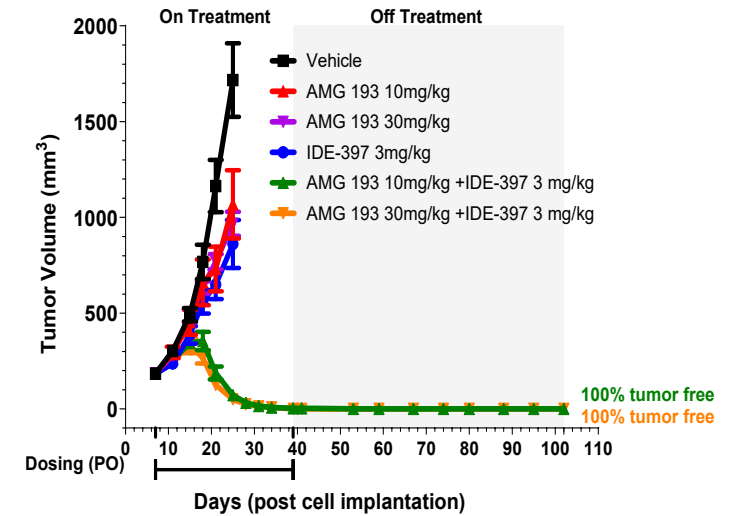 On Treatment
Off Treatment
2000
1500
1000
500
0
Tumor Volume (mm³)
Vehicle
AMG 193 10mg/kg
AMG 193 30mg/kg
IDE-397 3mg/kg
AMG 193 10mg/kg +IDE-397 3 mg/kg
AMG 193 30mg/kg +IDE-397 3 mg/kg
100% tumor free
100% tumor free
0 10 20 30 40 50 60 70 80 90 100 110
Dosing (PO)
Days (post cell implantation)